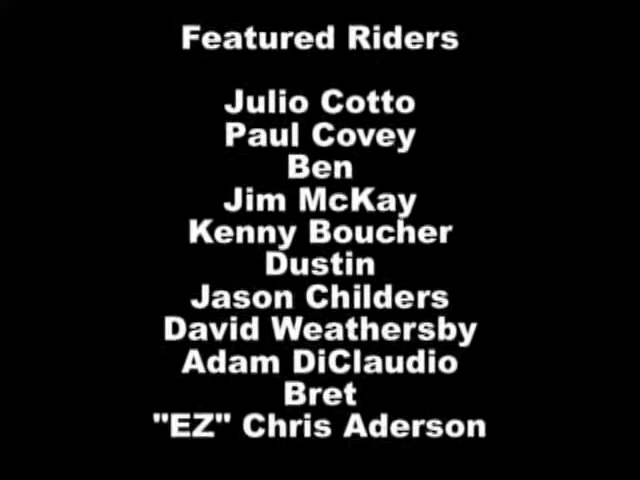 Featured Riders
Julio Cotto
Paul Covey
Ben
Jim McKay
Kenny Boucher
Dustin
Jason Childers
David Weathersby
Adam DiClaudio
Bret
"EZ" Chris Aderson